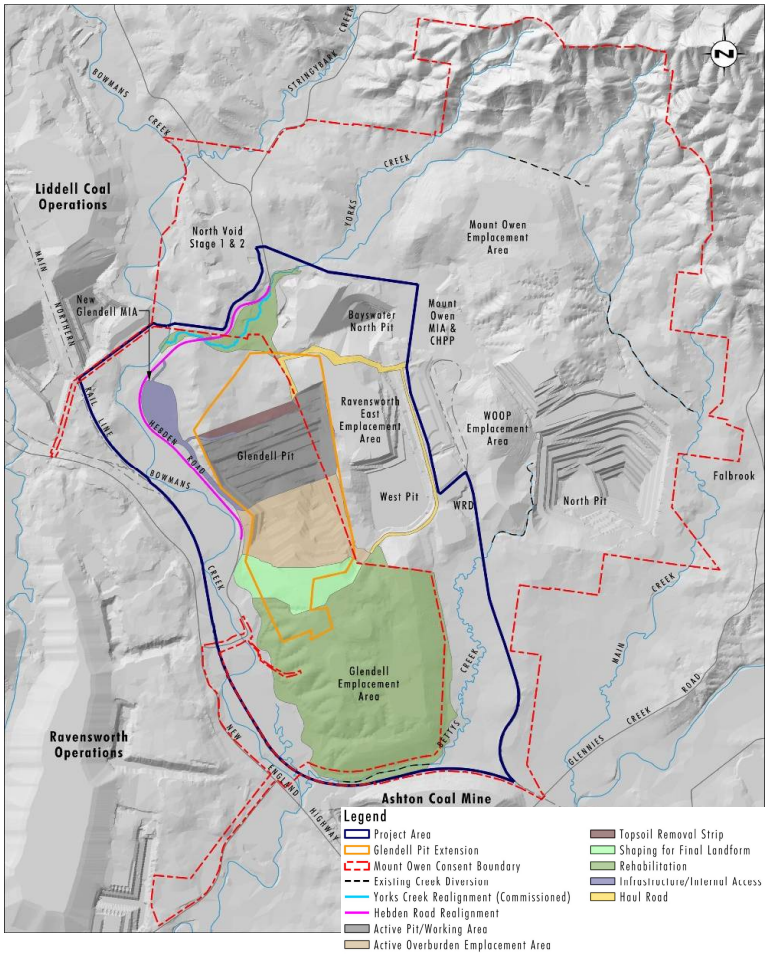 BOWMANS
CREEK
STRINGYBARK
CREEK
N
YORKS
CREEK
Liddell Coal
Operations
North Void
Stage 1 & 2
Mount Owen
Emplacement
Area
MAIN
NORTHERN
RAIL
LINE
New
Glendell MIA
Bayswater
North Pit
Mount
Owen
MIA &
CHPP
Ravensworth
East
Emplacement
Area
WOOP
Emplacement
Area
HEBDEN
ROAD
Glendell Pit
BOWMANS
CREEK
West Pit
WRD
North Pit
Falbrook
MAIN
CREEK
Glendell
Emplacement
Area
BETTYS
CREEK
GLENNIES
CREEK
ROAD
Ravensworth
Operations
NEW
ENGLAND
HIGHWAY
Ashton Coal Mine
Legend
Project Area
Glendell Pit Extension
Mount Owen Consent Boundary
Existing Creek Diversion
Yorks Creek Realignment (Commissioned)
Hebden Road Realignment
Active Pit/Working Area
Active Overburden Emplacement Area
Topsoil Removal Strip
Shaping for Final Landform
Rehabilitation
Infrastructure/Internal Access
Haul Road